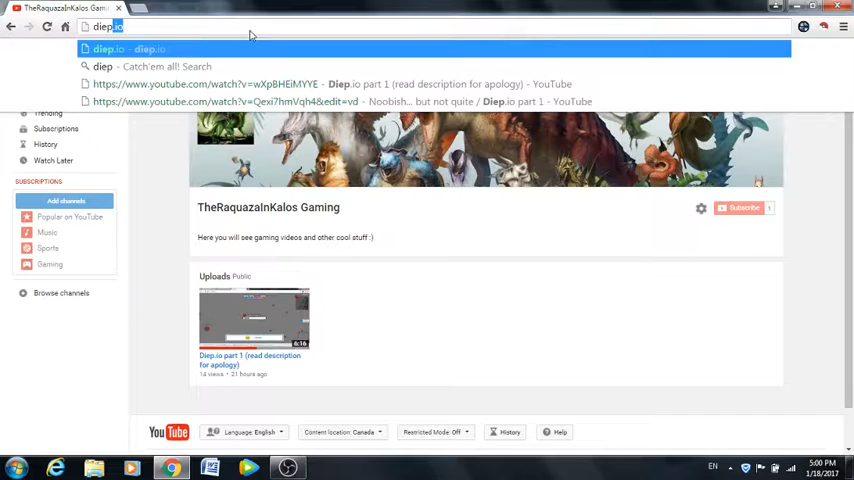 TheRaquazaInKalos Gaming
diep.io
diep.io - diep.io
diep - Catch'em all! Search
https://www.youtube.com/watch?v=wXpBHEiMYYE - Diep.io part 1 (read description for apology) - YouTube
https://www.youtube.com/watch?v=Qexi7hmVqh4&edit=vd - Noobish... but not quite / Diep.io part 1 - YouTube
Trending
Subscriptions
History
Watch Later
SUBSCRIPTIONS
Add channels
Popular on YouTube
Music
Sports
Gaming
Browse channels
TheRaquazaInKalos Gaming
Subscribe 1
Here you will see gaming videos and other cool stuff :)
Uploads Public
6:16
Diep.io part 1 (read description
for apology)
14 views • 21 hours ago
YouTube
Language: English
Content location: Canada
Restricted Mode: Off
History
Help
EN
5:00 PM
1/18/2017